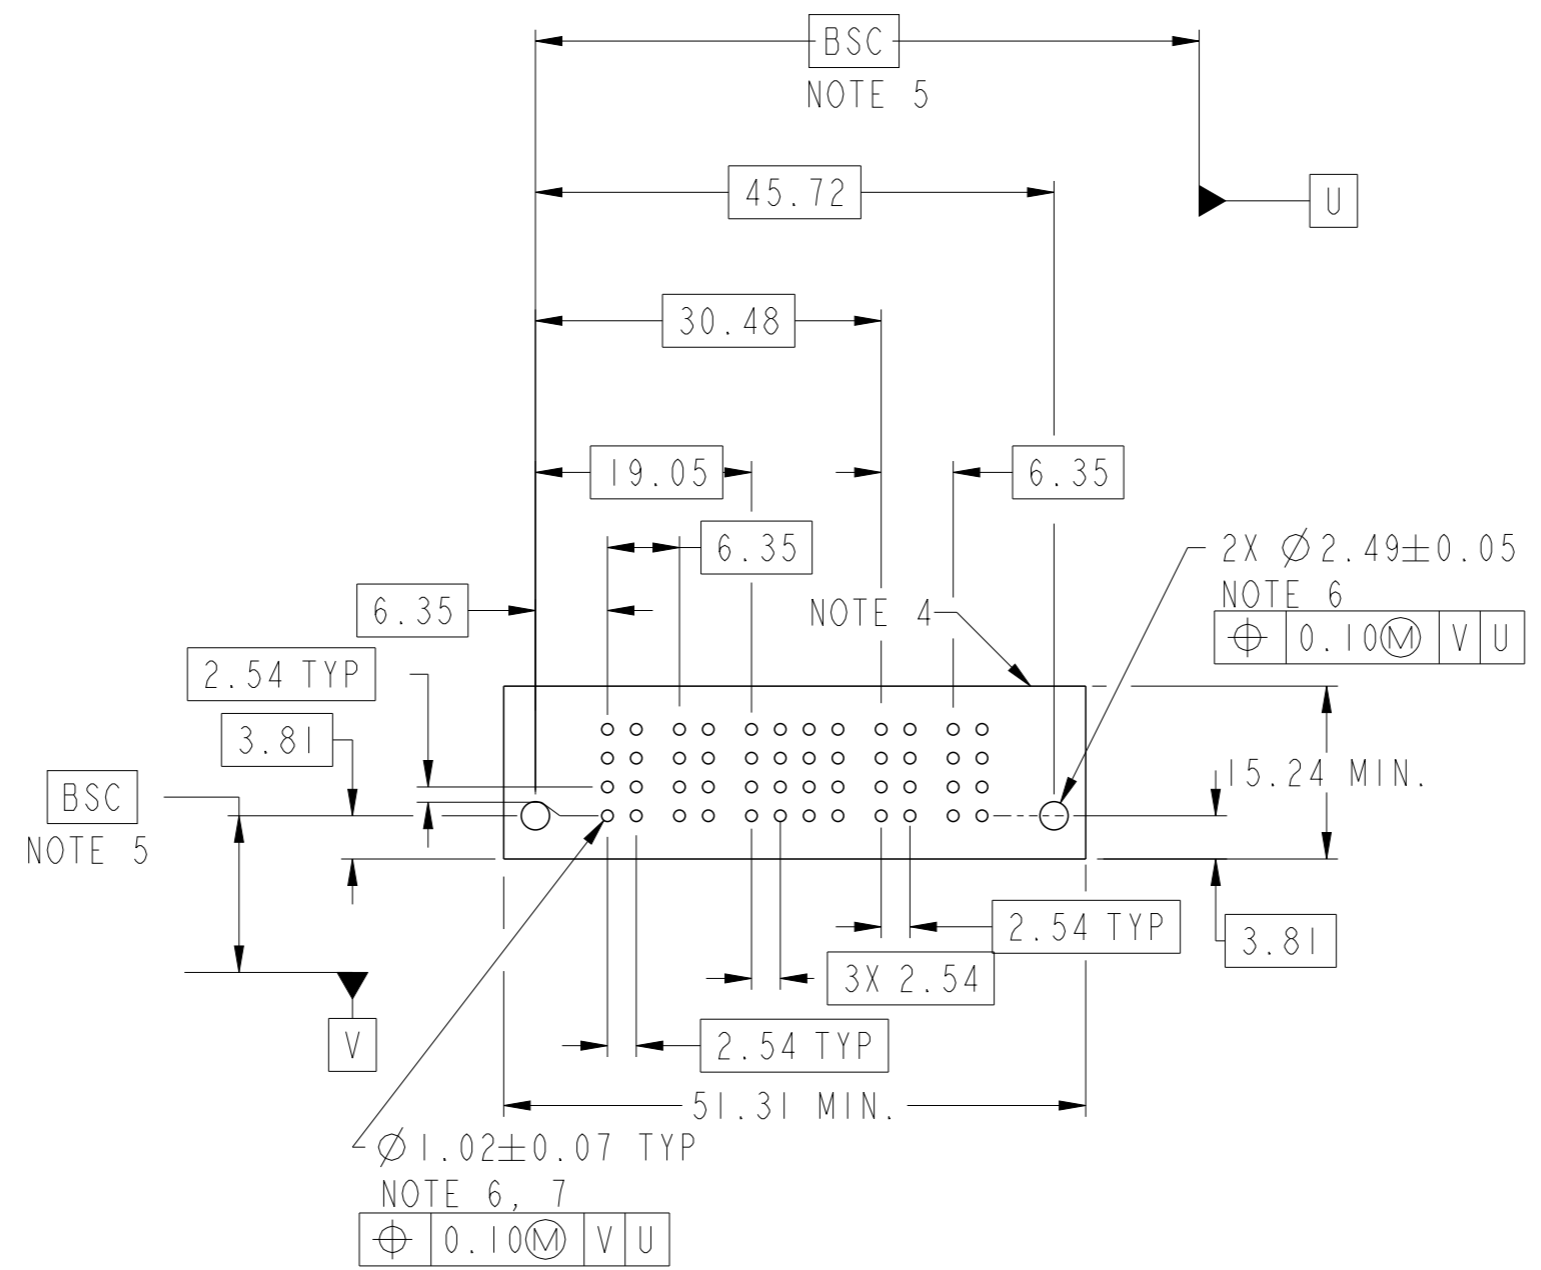 BSC
NOTE 5
45.72
U
30.48
19.05
6.35
6.35
2X Ø2.49±0.05
NOTE 6
⌖ 0.10Ⓜ V U
6.35
NOTE 4
2.54 TYP
3.81
BSC
NOTE 5
15.24 MIN.
2.54 TYP
3.81
3X 2.54
V
2.54 TYP
51.31 MIN.
Ø1.02±0.07 TYP
NOTE 6, 7
⌖ 0.10Ⓜ V U